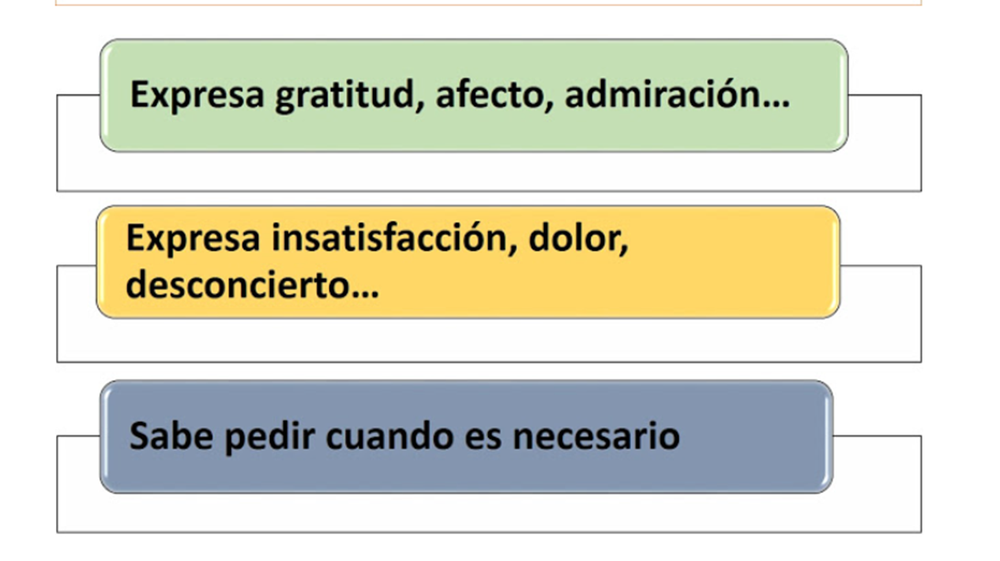 Expresa gratitud, afecto, admiración...
Expresa insatisfacción, dolor,
desconcierto...
Sabe pedir cuando es necesario